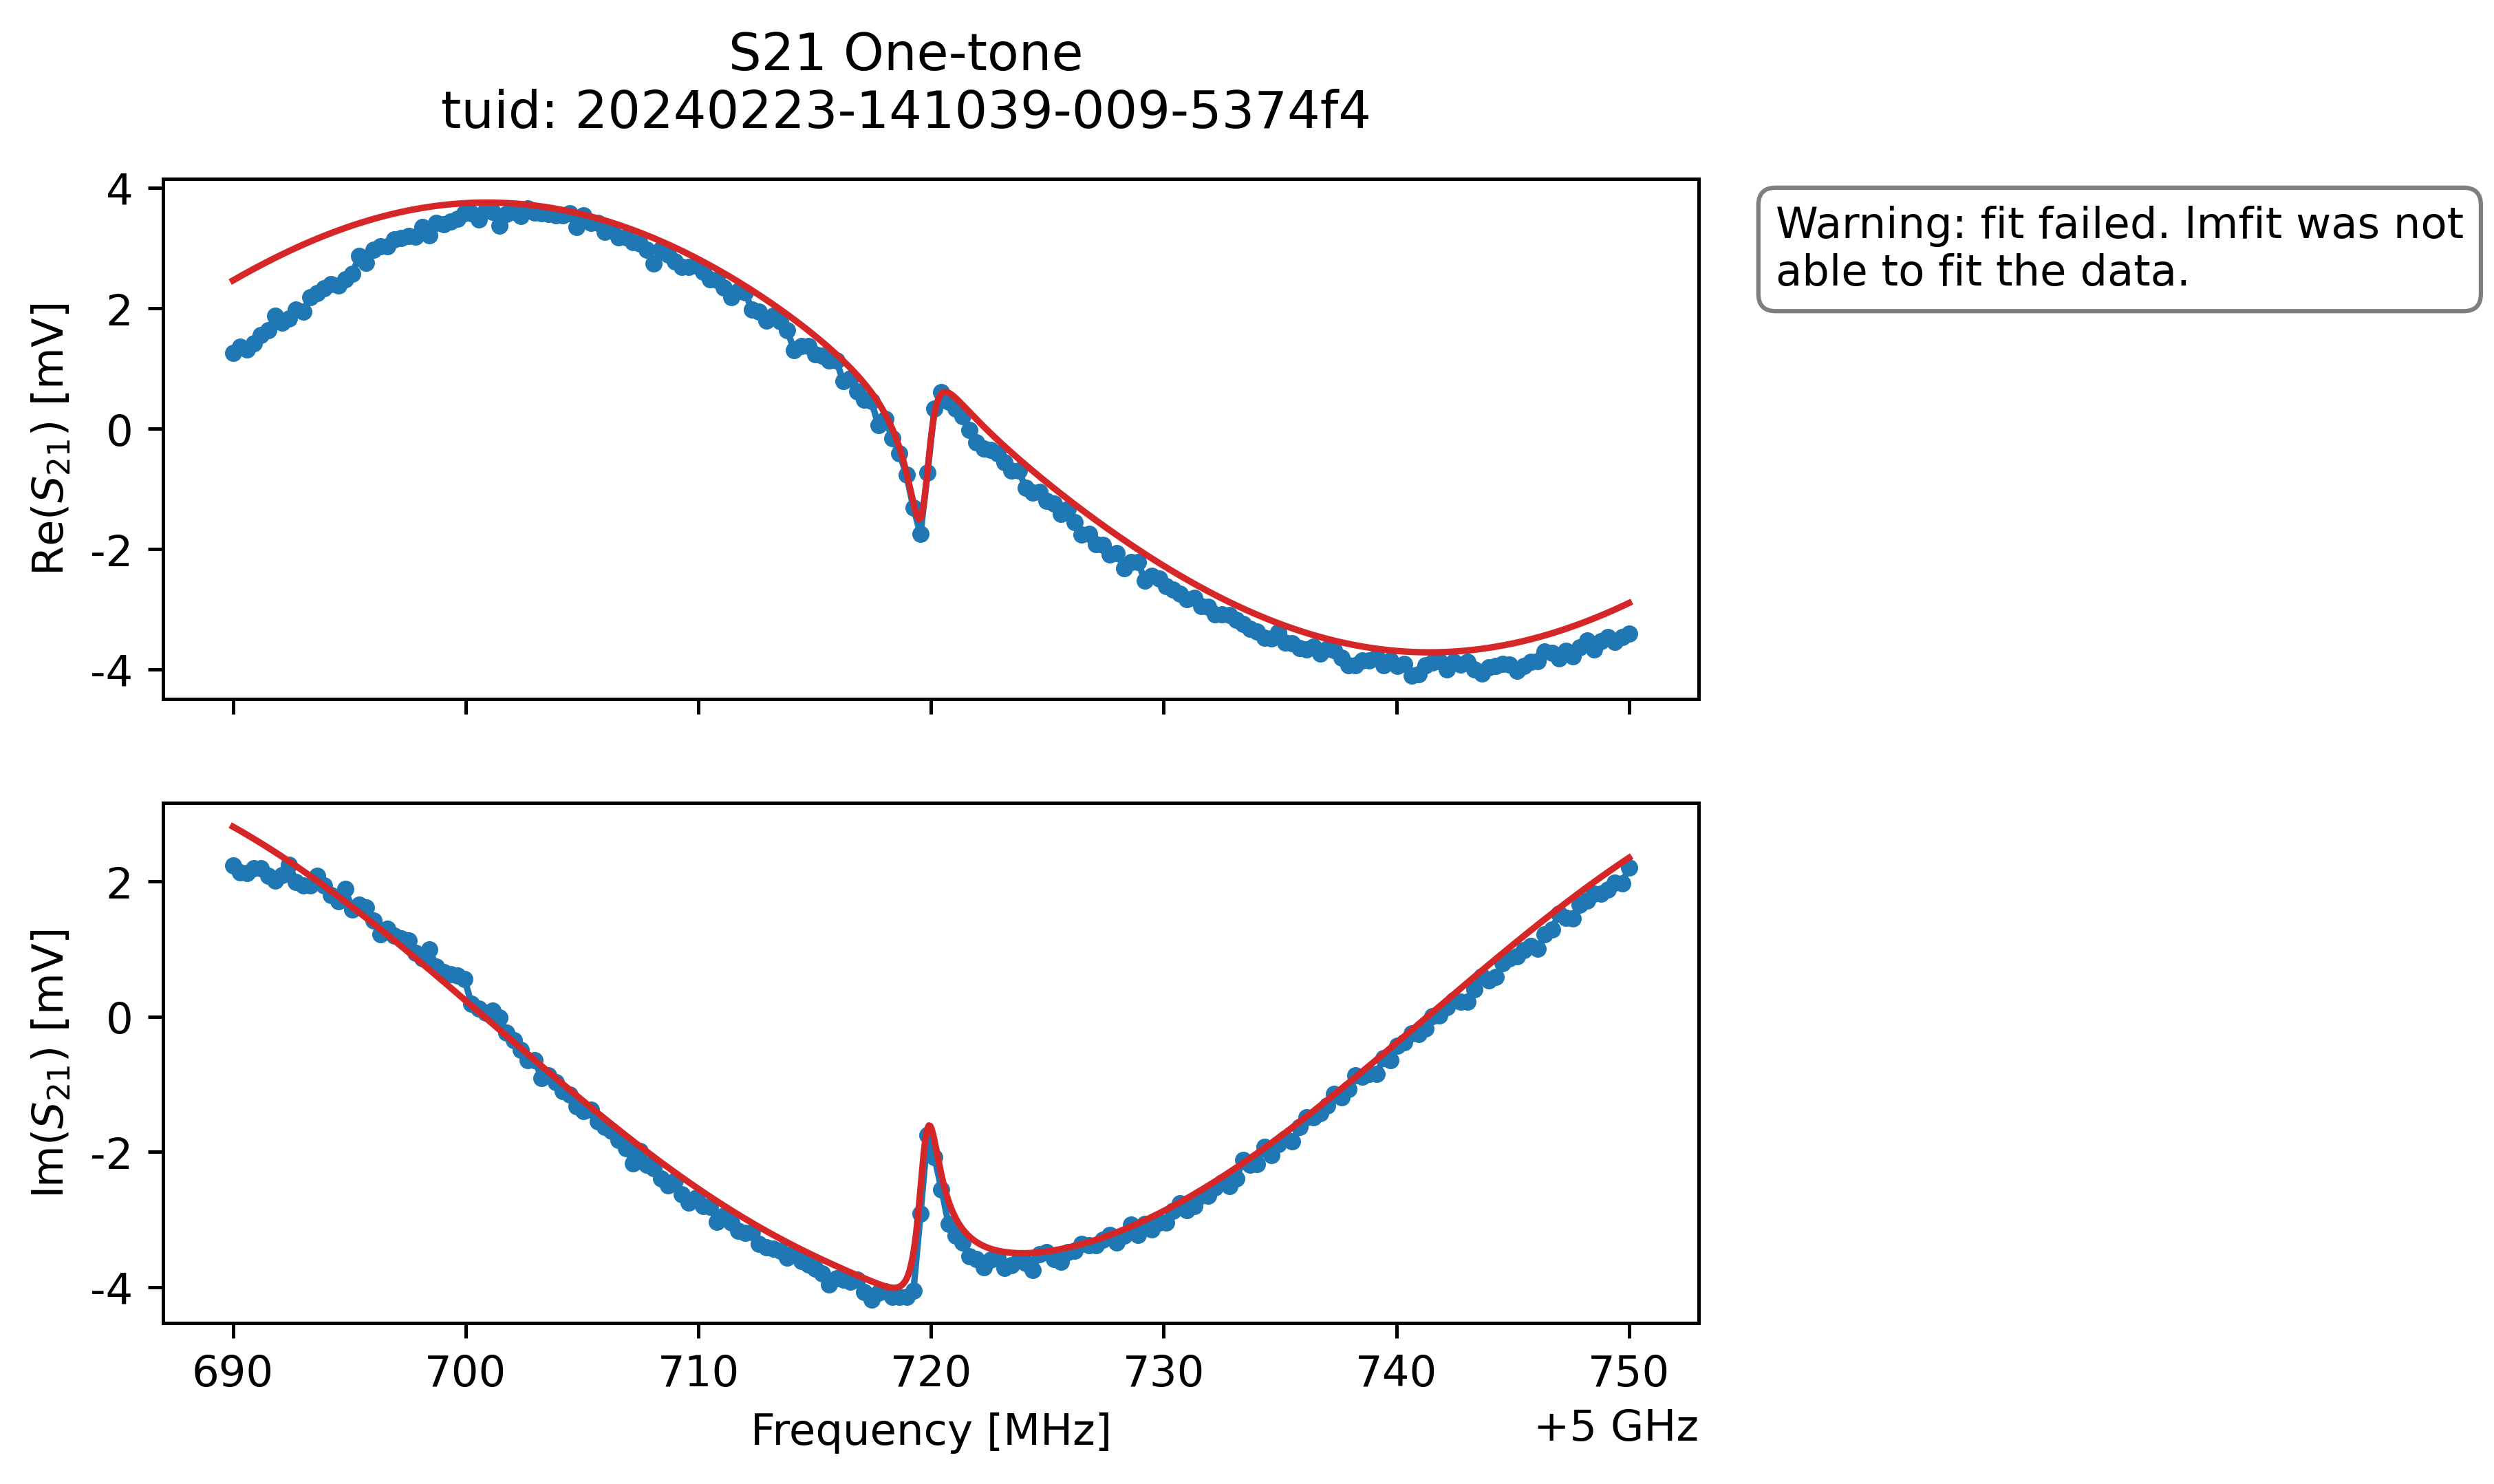 S21 One-tone
tuid: 20240223-141039-009-5374f4
Warning: fit failed. lmfit was not
able to fit the data.
4
2
0
-2
-4
Re(S₂₁) [mV]
2
0
-2
-4
Im(S₂₁) [mV]
690 700 710 720 730 740 750
Frequency [MHz]
+5 GHz